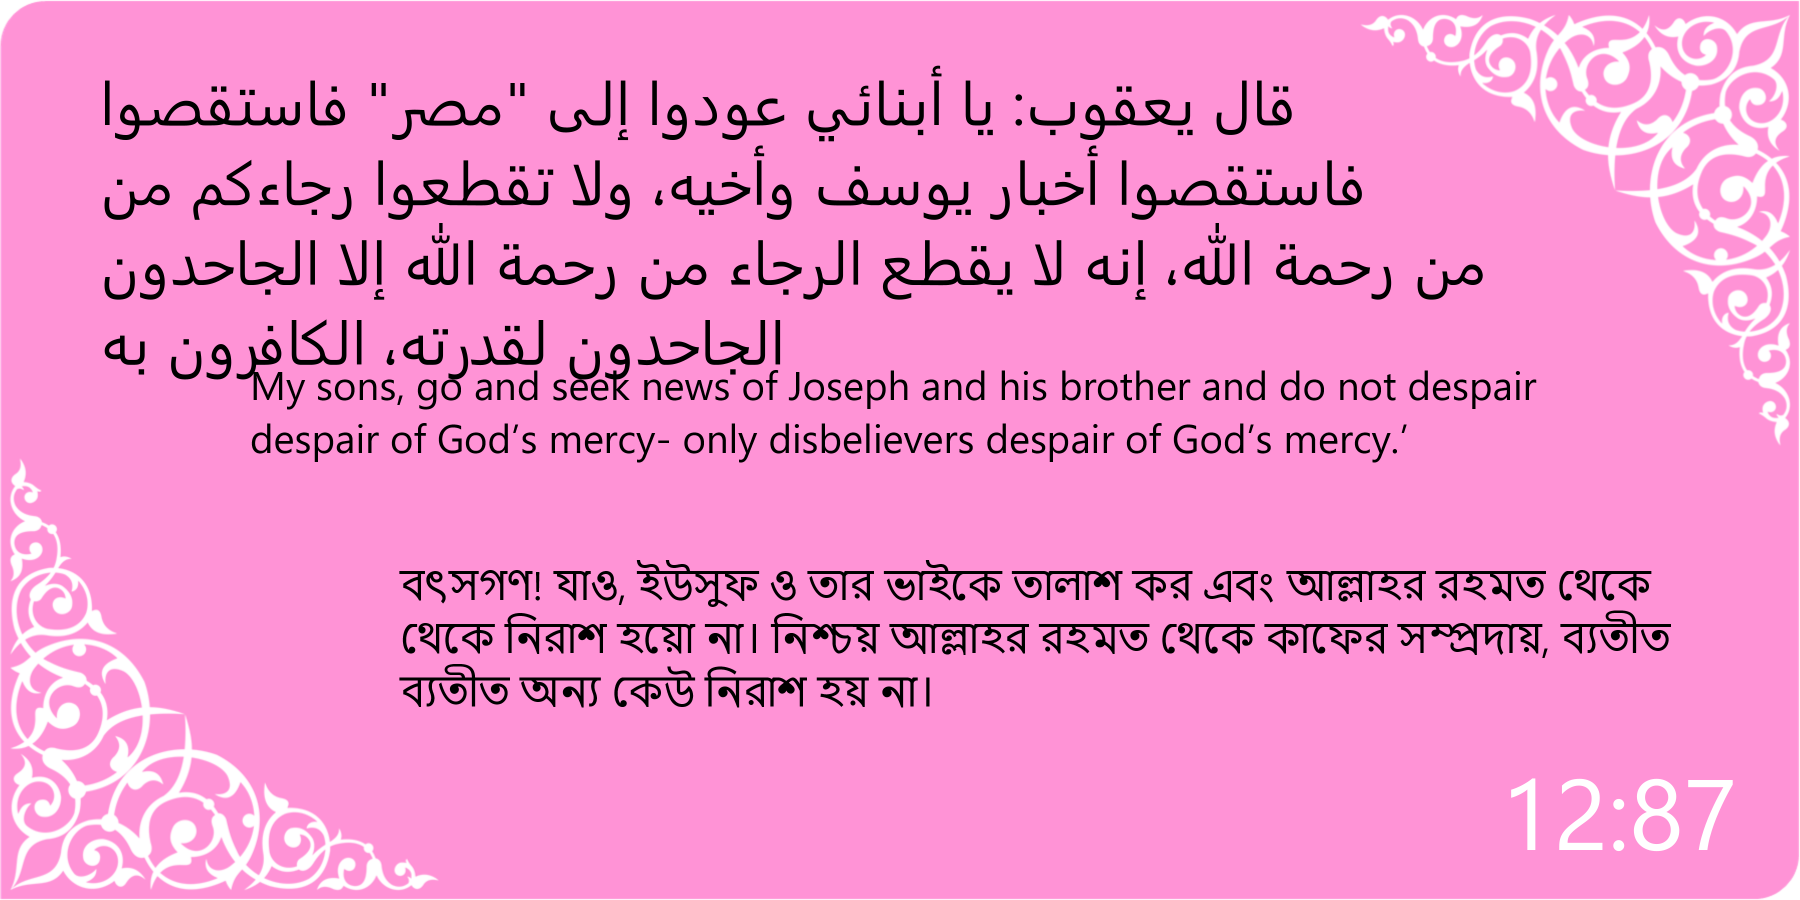 قال يعقوب: يا أبنائي عودوا إلى "مصر" فاستقصوا
فاستقصوا أخبار يوسف وأخيه، ولا تقطعوا رجاءكم من
من رحمة الله، إنه لا يقطع الرجاء من رحمة الله إلا الجاحدون
الجاحدون لقدرته، الكافرون به
My sons, go and seek news of Joseph and his brother and do not despair
despair of God’s mercy- only disbelievers despair of God’s mercy.’
বৎসগণ! যাও, ইউসুফ ও তার ভাইকে তালাশ কর এবং আল্লাহর রহমত থেকে
থেকে নিরাশ হয়ো না। নিশ্চয় আল্লাহর রহমত থেকে কাফের সম্প্রদায়, ব্যতীত
ব্যতীত অন্য কেউ নিরাশ হয় না।
12:87